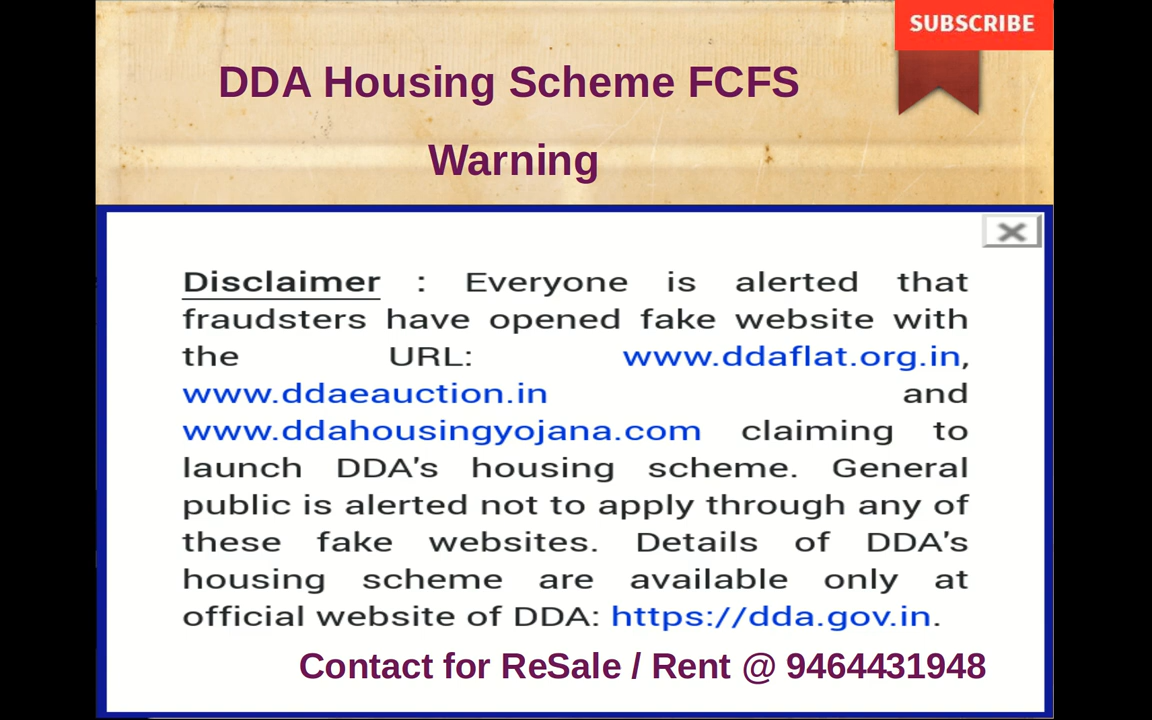 SUBSCRIBE
DDA Housing Scheme FCFS
Warning
Disclaimer : Everyone is alerted that
fraudsters have opened fake website with
the URL: www.ddaflat.org.in,
www.ddaeauction.in and
www.ddahousingyojana.com claiming to
launch DDA's housing scheme. General
public is alerted not to apply through any of
these fake websites. Details of DDA's
housing scheme are available only at
official website of DDA: https://dda.gov.in.
Contact for ReSale / Rent @ 9464431948